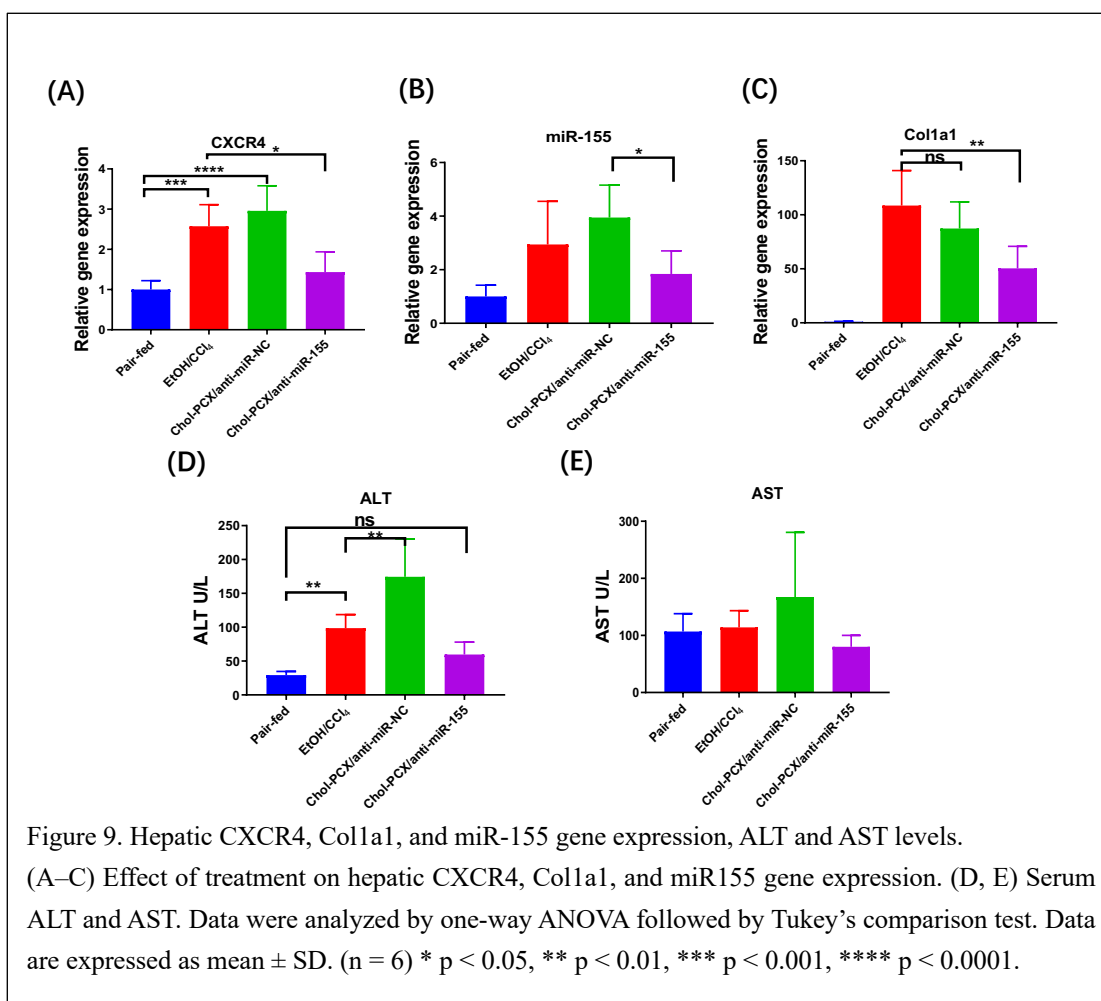 (A)
CXCR4
Relative gene expression
4
3
2
1
0
***
****
*
Pair-fed
EtOH/CCl₄
Chol-PCX/anti-miR-NC
Chol-PCX/anti-miR-155
(B)
miR-155
Relative gene expression
6
4
2
0
*
Pair-fed
EtOH/CCl₄
Chol-PCX/anti-miR-NC
Chol-PCX/anti-miR-155
(C)
Col1a1
Relative gene expression
150
100
50
0
**
ns
Pair-fed
EtOH/CCl₄
Chol-PCX/anti-miR-NC
Chol-PCX/anti-miR-155
(D)
ALT
ALT U/L
250
200
150
100
50
0
ns
**
**
Pair-fed
EtOH/CCl₄
Chol-PCX/anti-miR-NC
Chol-PCX/anti-miR-155
(E)
AST
AST U/L
300
200
100
0
Pair-fed
EtOH/CCl₄
Chol-PCX/anti-miR-NC
Chol-PCX/anti-miR-155
Figure 9. Hepatic CXCR4, Col1a1, and miR-155 gene expression, ALT and AST levels.
(A–C) Effect of treatment on hepatic CXCR4, Col1a1, and miR155 gene expression. (D, E) Serum
ALT and AST. Data were analyzed by one-way ANOVA followed by Tukey’s comparison test. Data
are expressed as mean ± SD. (n = 6) * p < 0.05, ** p < 0.01, *** p < 0.001, **** p < 0.0001.